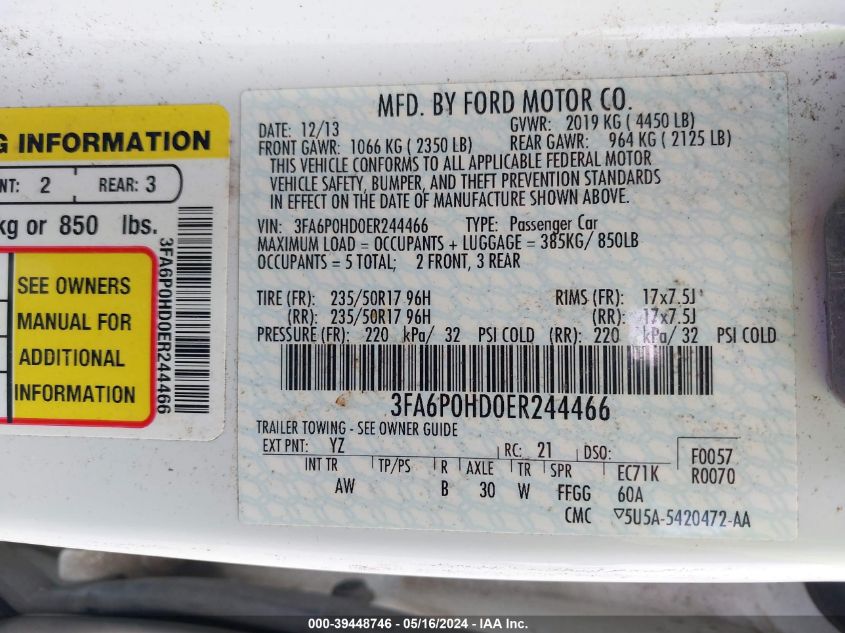 G INFORMATION
NT: 2 REAR: 3
kg or 850 lbs.
3FA6P0HD0ER244466
SEE OWNERS
MANUAL FOR
ADDITIONAL
INFORMATION
MFD. BY FORD MOTOR CO.
DATE: 12/13 GVWR: 2019 KG ( 4450 LB)
FRONT GAWR: 1066 KG ( 2350 LB) REAR GAWR: 964 KG ( 2125 LB)
THIS VEHICLE CONFORMS TO ALL APPLICABLE FEDERAL MOTOR
VEHICLE SAFETY, BUMPER, AND THEFT PREVENTION STANDARDS
IN EFFECT ON THE DATE OF MANUFACTURE SHOWN ABOVE.
VIN: 3FA6P0HD0ER244466 TYPE: Passenger Car
MAXIMUM LOAD = OCCUPANTS + LUGGAGE = 385KG/ 850LB
OCCUPANTS = 5 TOTAL; 2 FRONT, 3 REAR
TIRE (FR): 235/50R17 96H RIMS (FR): 17x7.5J
(RR): 235/50R17 96H (RR): 17x7.5J
PRESSURE (FR): 220 kPa/ 32 PSI COLD (RR): 220 kPa/ 32 PSI COLD
3FA6P0HD0ER244466
TRAILER TOWING - SEE OWNER GUIDE
EXT PNT: YZ RC: 21 DSO: F0057
INT TR TP/PS R AXLE TR SPR EC71K R0070
AW B 30 W FFGG 60A
CMC ▽5U5A-5420472-AA
000-39448746 - 05/16/2024 - IAA Inc.